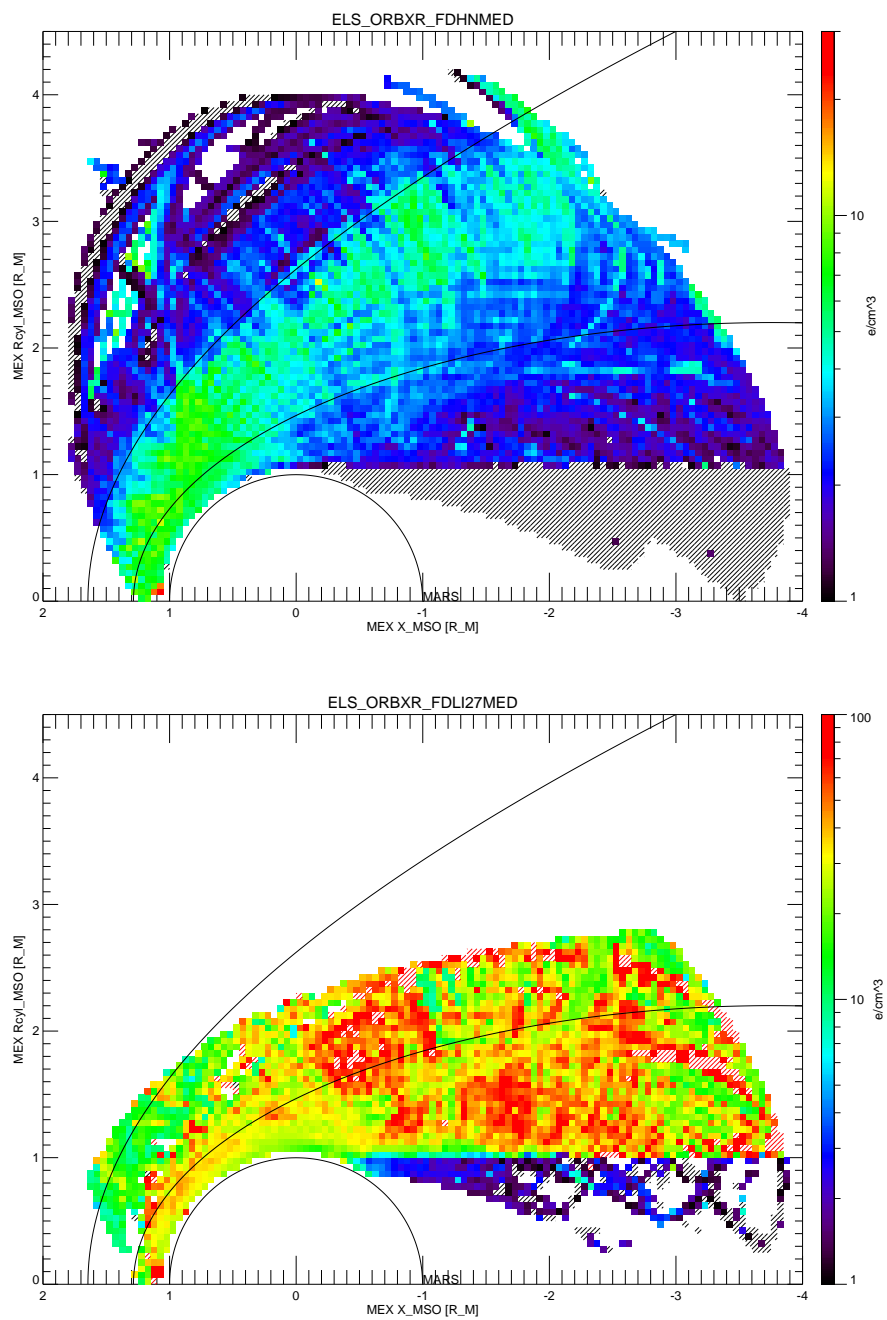 ELS_ORBXR_FDHNMED
4
3
2
1
0
MEX Rcyl_MSO [R_M]
2
1
0
-1
-2
-3
-4
MARS
MEX X_MSO [R_M]
10
1
e/cm^3
ELS_ORBXR_FDLI27MED
4
3
2
1
0
MEX Rcyl_MSO [R_M]
2
1
0
-1
-2
-3
-4
MARS
MEX X_MSO [R_M]
100
10
1
e/cm^3